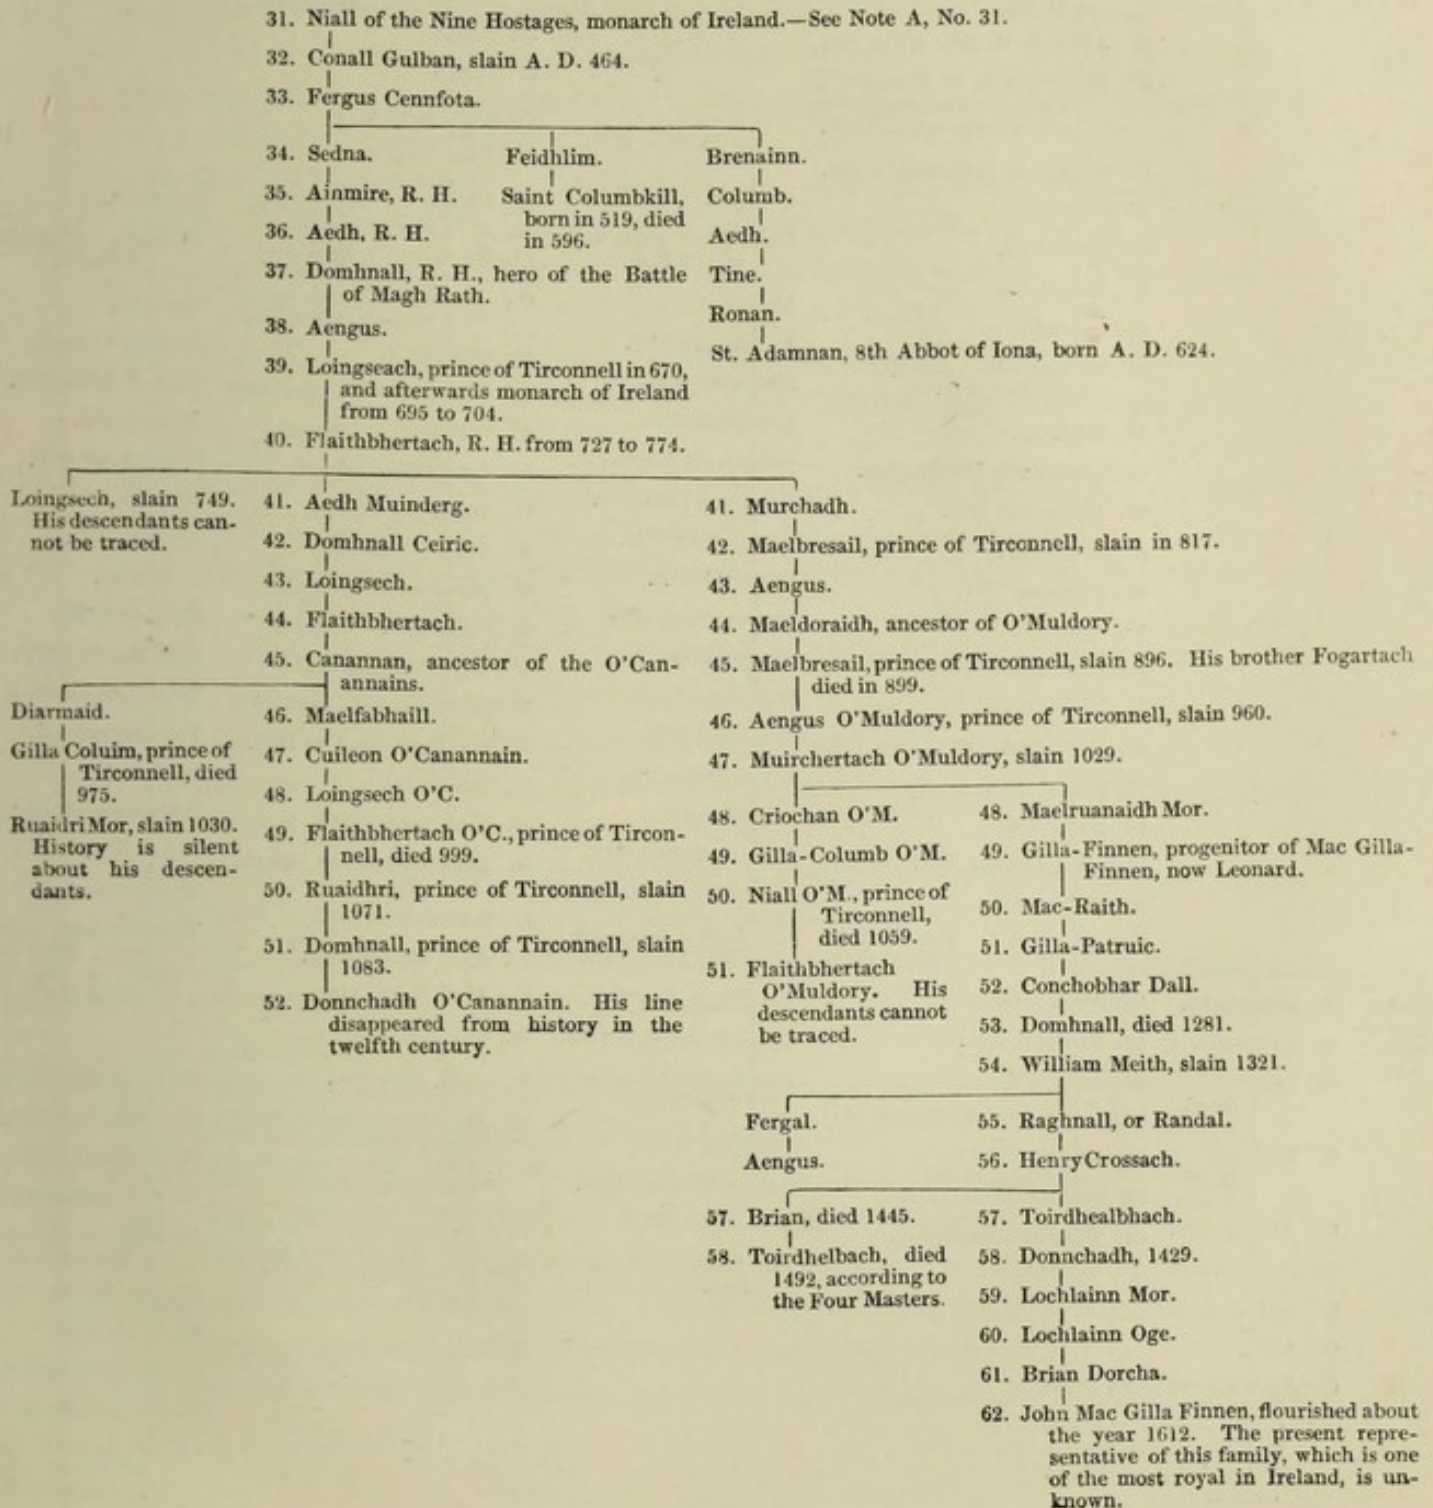 31. Niall of the Nine Hostages, monarch of Ireland.—See Note A, No. 31.
32. Conall Gulban, slain A. D. 464.
33. Fergus Cennfota.
34. Sedna.
35. Ainmire, R. H.
36. Aedh, R. H.
37. Domhnall, R. H., hero of the Battle
of Magh Rath.
38. Aengus.
39. Loingseach, prince of Tirconnell in 670,
and afterwards monarch of Ireland
from 695 to 704.
40. Flaithbhertach, R. H. from 727 to 774.
Feidhlim.
Saint Columbkill,
born in 519, died
in 596.
Brenainn.
Columb.
Aedh.
Tine.
Ronan.
St. Adamnan, 8th Abbot of Iona, born A. D. 624.
Loingsech, slain 749.
His descendants can-
not be traced.
41. Aedh Muinderg.
42. Domhnall Ceiric.
43. Loingsech.
44. Flaithbhertach.
45. Canannan, ancestor of the O'Can-
annains.
Diarmaid.
Gilla Coluim, prince of
Tirconnell, died
975.
Ruaidri Mor, slain 1030.
History is silent
about his descen-
dants.
46. Maelfabhaill.
47. Cuileon O'Canannain.
48. Loingsech O'C.
49. Flaithbhertach O'C., prince of Tircon-
nell, died 999.
50. Ruaidhri, prince of Tirconnell, slain
1071.
51. Domhnall, prince of Tirconnell, slain
1083.
52. Donnchadh O'Canannain. His line
disappeared from history in the
twelfth century.
41. Murchadh.
42. Maelbresail, prince of Tirconnell, slain in 817.
43. Aengus.
44. Maeldoraidh, ancestor of O'Muldory.
45. Maelbresail, prince of Tirconnell, slain 896. His brother Fogartach
died in 899.
46. Aengus O'Muldory, prince of Tirconnell, slain 960.
47. Muirchertach O'Muldory, slain 1029.
48. Criochan O'M.
49. Gilla-Columb O'M.
50. Niall O'M., prince of
Tirconnell,
died 1059.
51. Flaithbhertach
O'Muldory. His
descendants cannot
be traced.
48. Maelruanaidh Mor.
49. Gilla-Finnen, progenitor of Mac Gilla-
Finnen, now Leonard.
50. Mac-Raith.
51. Gilla-Patruic.
52. Conchobhar Dall.
53. Domhnall, died 1281.
54. William Meith, slain 1321.
Fergal.
Aengus.
55. Raghnall, or Randal.
56. Henry Crossach.
57. Brian, died 1445.
58. Toirdhelbach, died
1492, according to
the Four Masters.
57. Toirdhealbhach.
58. Donnchadh, 1429.
59. Lochlainn Mor.
60. Lochlainn Oge.
61. Brian Dorcha.
62. John Mac Gilla Finnen, flourished about
the year 1612. The present repre-
sentative of this family, which is one
of the most royal in Ireland, is un-
known.